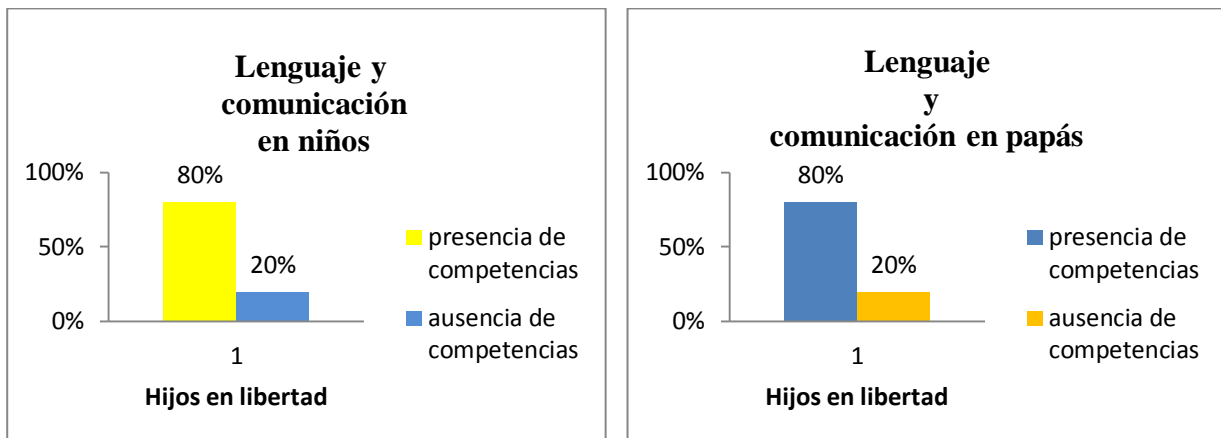 Lenguaje y
comunicación
en niños
100%
80%
50%
20%
0%
presencia de
competencias
ausencia de
competencias
1
Hijos en libertad
Lenguaje
y
comunicación en papás
100%
80%
50%
20%
0%
presencia de
competencias
ausencia de
competencias
1
Hijos en libertad